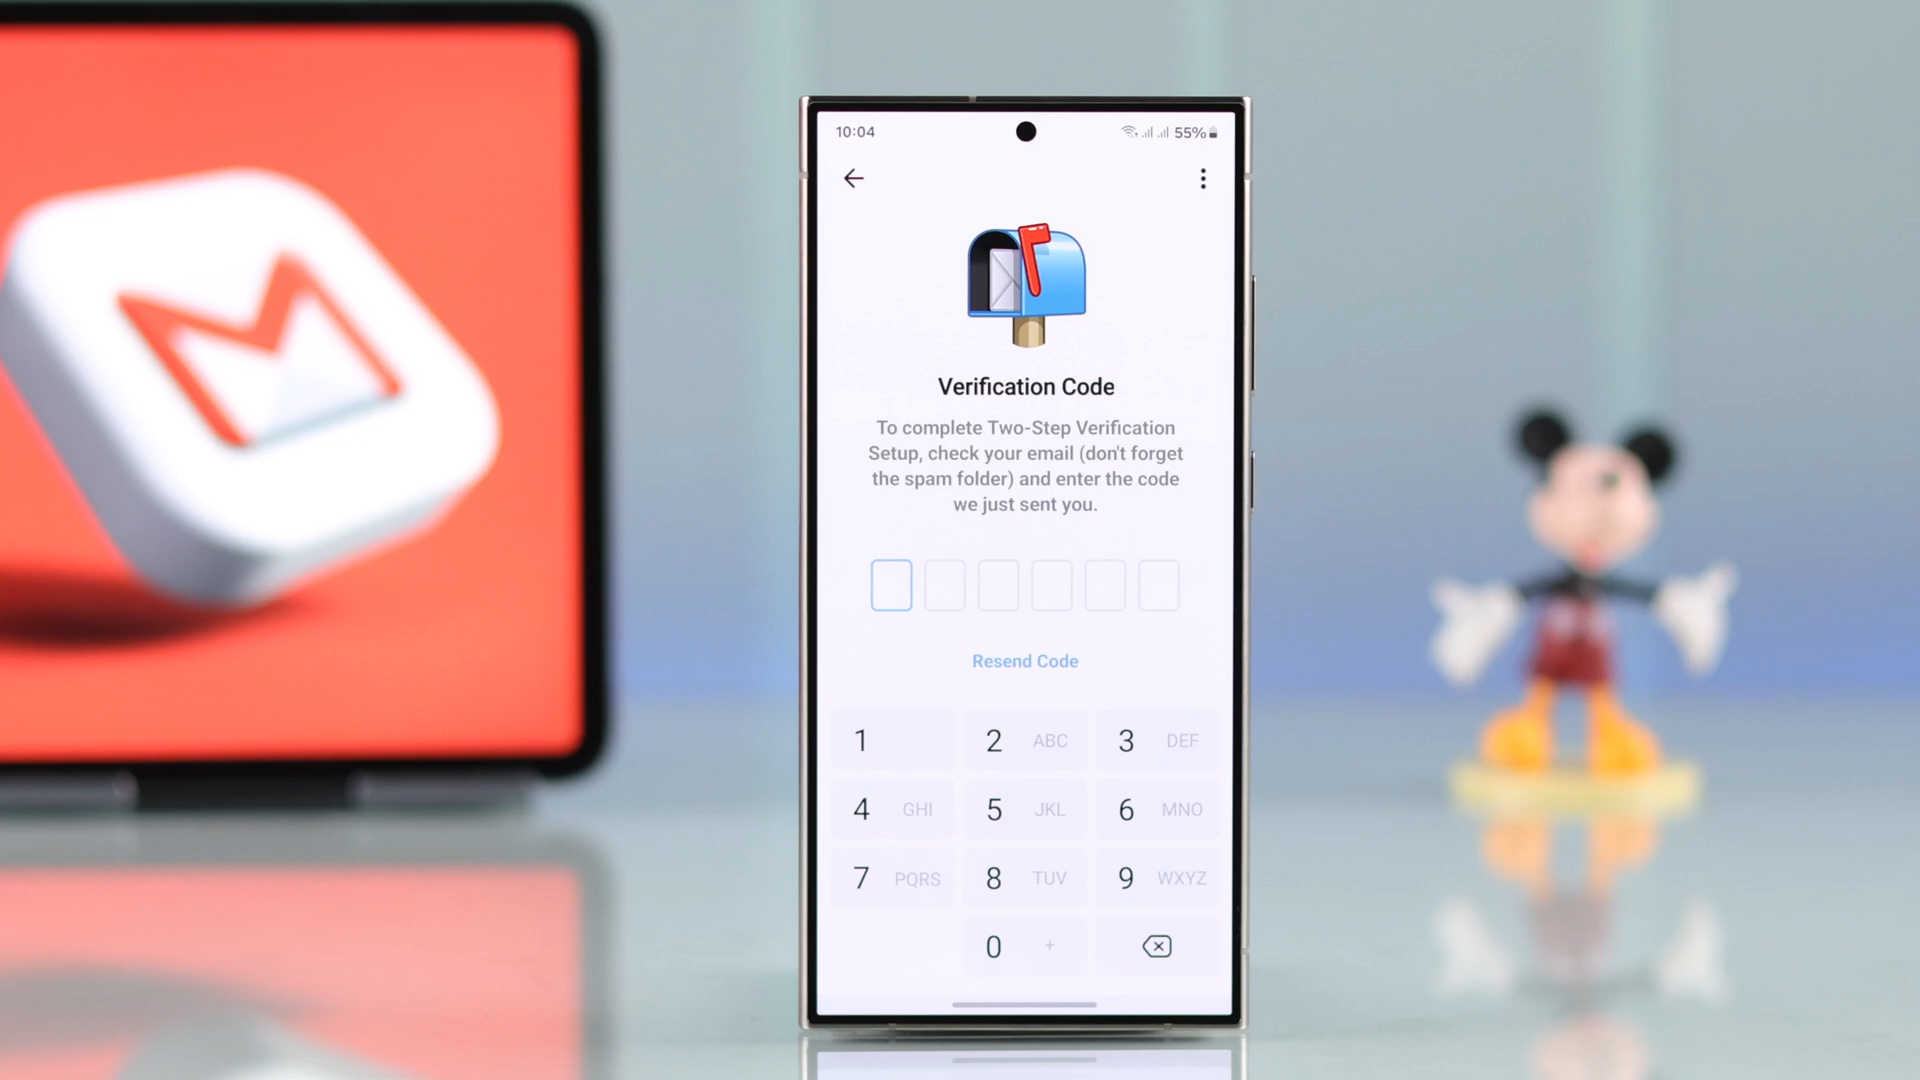 10:04
55%
Verification Code
To complete Two-Step Verification
Setup, check your email (don't forget
the spam folder) and enter the code
we just sent you.
Resend Code
1 2 ABC 3 DEF
4 GHI 5 JKL 6 MNO
7 PQRS 8 TUV 9 WXYZ
0 +